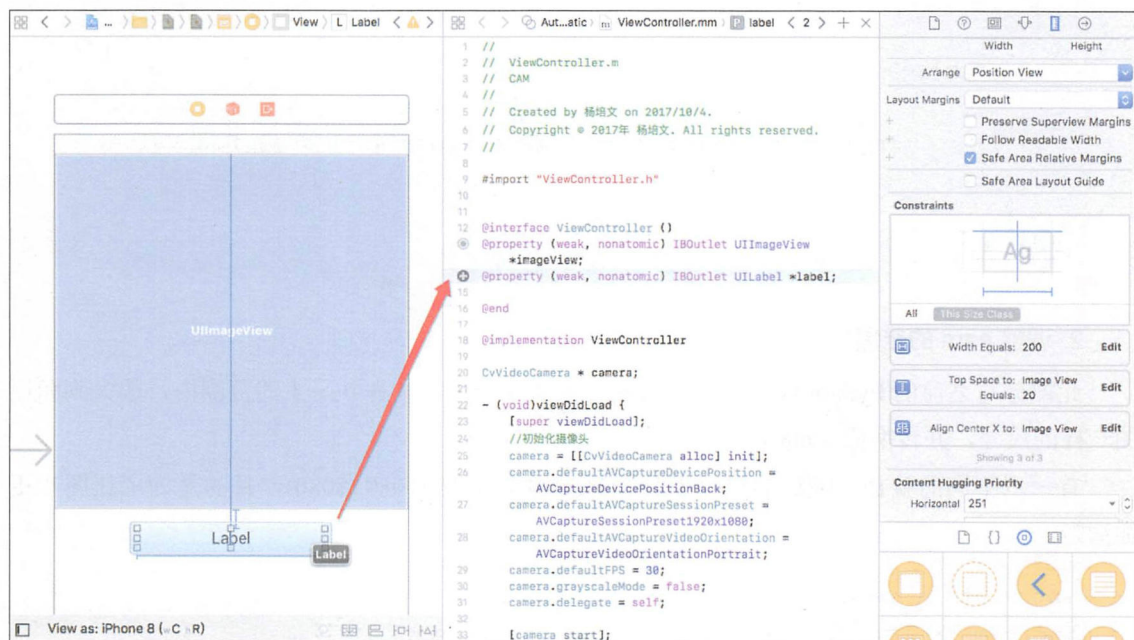 ... View L Label 2
Aut...atic m ViewController.mm P label
1 //
2 // ViewController.m
3 // CAM
4 //
5 // Created by 杨培文 on 2017/10/4.
6 // Copyright © 2017年 杨培文. All rights reserved.
7 //
8
9 #import "ViewController.h"
10
11
12 @interface ViewController ()
@property (weak, nonatomic) IBOutlet UIImageView
*imageView;
@property (weak, nonatomic) IBOutlet UILabel *label;
15
16 @end
17
18 @implementation ViewController
19
20 CvVideoCamera * camera;
21
22 - (void)viewDidLoad {
23 [super viewDidLoad];
24 //初始化摄像头
25 camera = [[CvVideoCamera alloc] init];
26 camera.defaultAVCaptureDevicePosition =
AVCaptureDevicePositionBack;
27 camera.defaultAVCaptureSessionPreset =
AVCaptureSessionPreset1920x1080;
28 camera.defaultAVCaptureVideoOrientation =
AVCaptureVideoOrientationPortrait;
29 camera.defaultFPS = 30;
30 camera.grayscaleMode = false;
31 camera.delegate = self;
32
33 [camera start];
UIImageView
Label
Label
View as: iPhone 8 (wC hR)
Width Height
Arrange Position View
Layout Margins Default
Preserve Superview Margins
Follow Readable Width
Safe Area Relative Margins
Safe Area Layout Guide
Constraints
Ag
All This Size Class
Width Equals: 200 Edit
Top Space to: Image View
Equals: 20 Edit
Align Center X to: Image View Edit
Showing 3 of 3
Content Hugging Priority
Horizontal 251